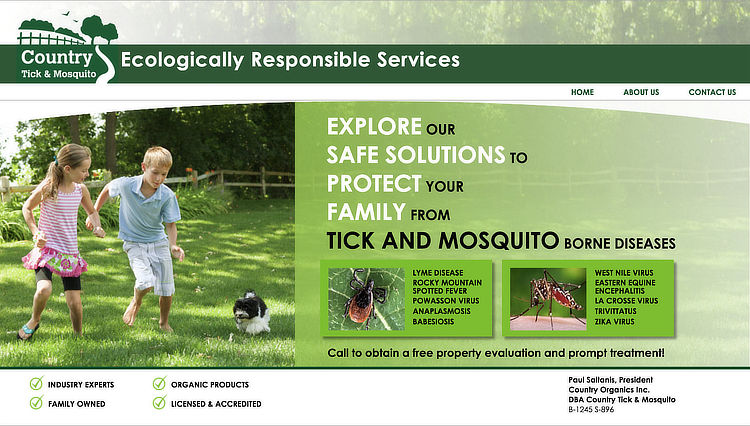 Country
Tick & Mosquito
Ecologically Responsible Services
HOME ABOUT US CONTACT US
EXPLORE OUR
SAFE SOLUTIONS TO
PROTECT YOUR
FAMILY FROM
TICK AND MOSQUITO BORNE DISEASES
LYME DISEASE
ROCKY MOUNTAIN
SPOTTED FEVER
POWASSON VIRUS
ANAPLASMOSIS
BABESIOSIS
WEST NILE VIRUS
EASTERN EQUINE
ENCEPHALITIS
LA CROSSE VIRUS
TRIVITTATUS
ZIKA VIRUS
Call to obtain a free property evaluation and prompt treatment!
INDUSTRY EXPERTS
FAMILY OWNED
ORGANIC PRODUCTS
LICENSED & ACCREDITED
Paul Saitanis, President
Country Organics Inc.
DBA Country Tick & Mosquito
B-1245 S-896